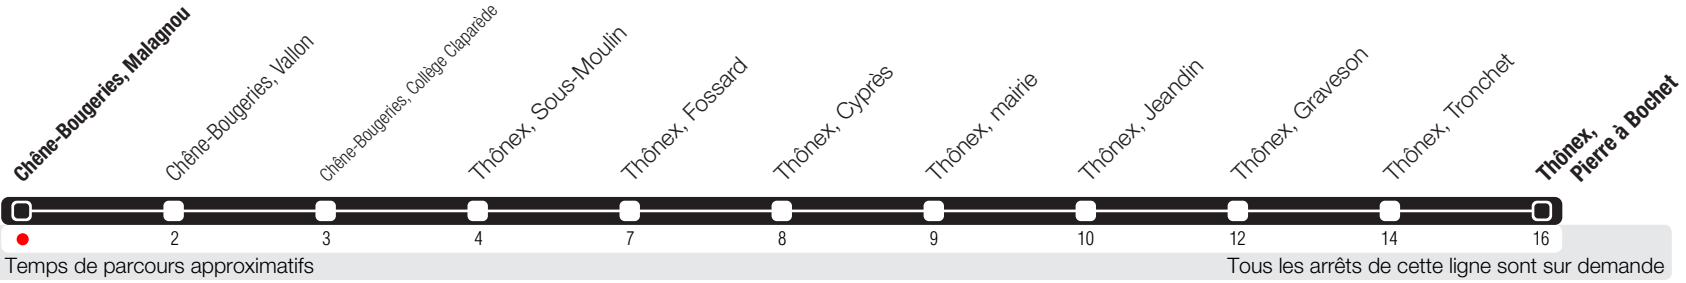 Chêne-Bougeries, Malagnou
Chêne-Bougeries, Vallon
Chêne-Bougeries, Collège Claparède
Thônex, Sous-Moulin
Thônex, Fossard
Thônex, Cyprès
Thônex, mairie
Thônex, Jeandin
Thônex, Graveson
Thônex, Tronchet
Thônex,
Pierre à Bochet
2 3 4 7 8 9 10 12 14 16
Temps de parcours approximatifs
Tous les arrêts de cette ligne sont sur demande